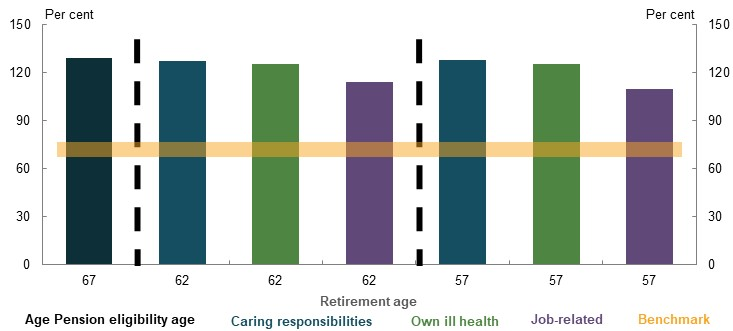 Per cent Per cent
150 150
120 120
90 90
60 60
30 30
0 0
67 62 62 62 57 57 57
Retirement age
Age Pension eligibility age Caring responsibilities Own ill health Job-related Benchmark